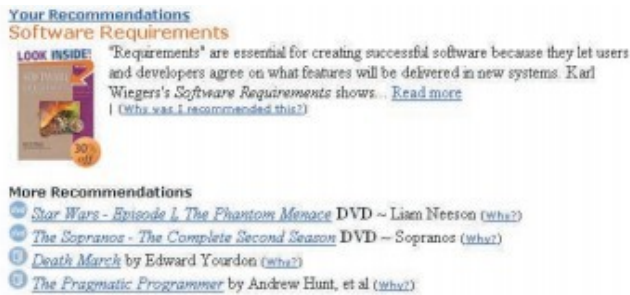 Your Recommendations
Software Requirements
LOOK INSIDE!
"Requirements" are essential for creating successful software because they let users
and developers agree on what features will be delivered in new systems. Karl
Wiegers's Software Requirements shows... Read more
| (Why was I recommended this?)
30% off
More Recommendations
Star Wars - Episode I, The Phantom Menace DVD ~ Liam Neeson (Why?)
The Sopranos - The Complete Second Season DVD ~ Sopranos (Why?)
Death March by Edward Yourdon (Why?)
The Pragmatic Programmer by Andrew Hunt, et al (Why?)